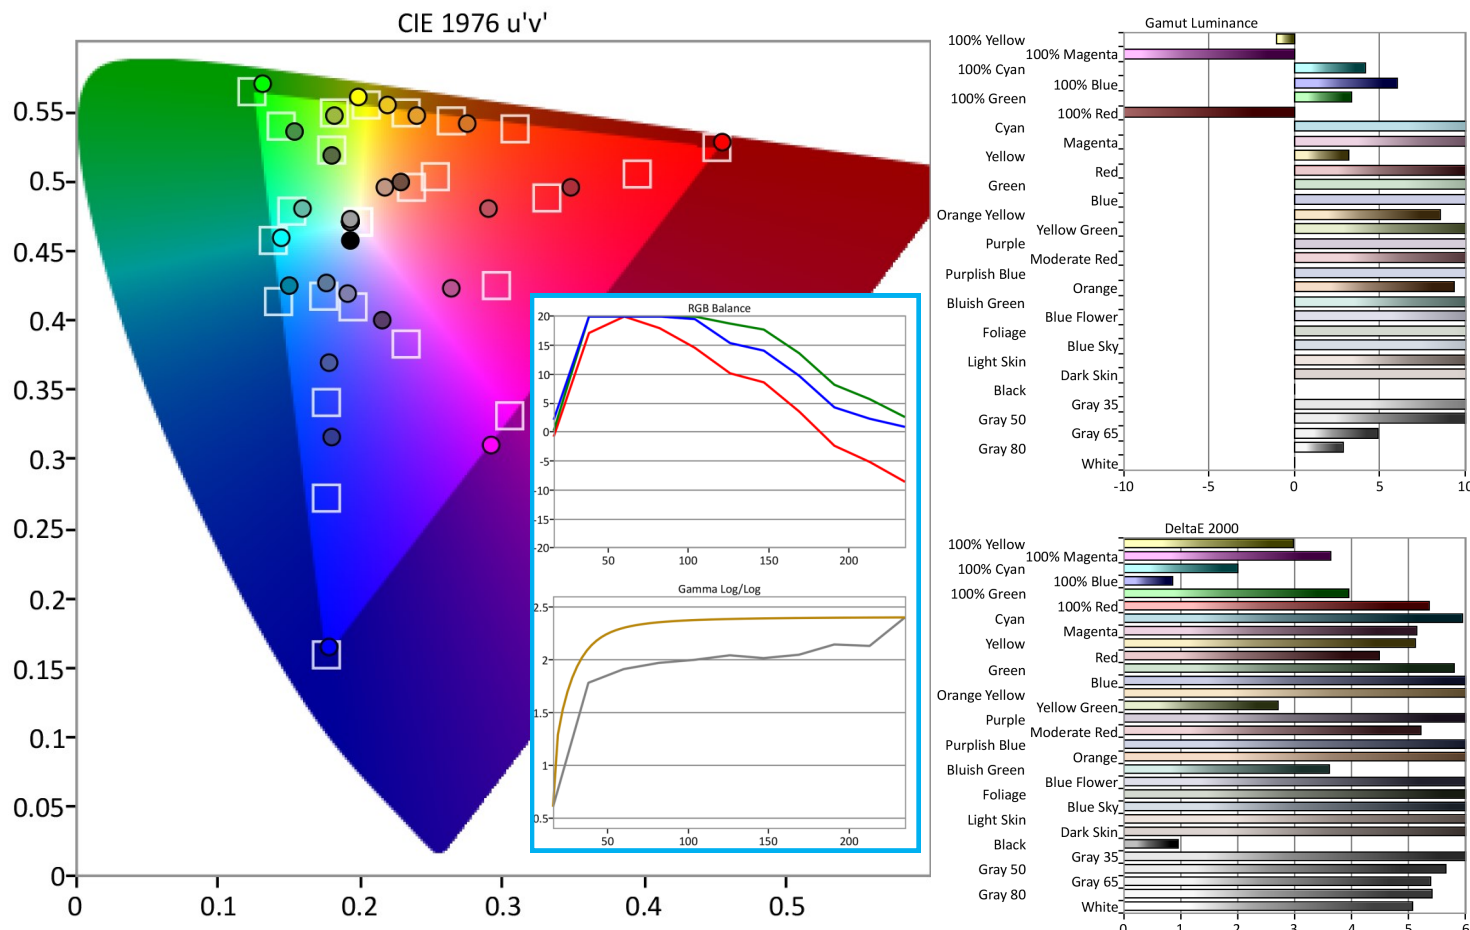 CIE 1976 u'v'
0.55
0.5
0.45
0.4
0.35
0.3
0.25
0.2
0.15
0.1
0.05
0
0
0.1
0.2
0.3
0.4
0.5
RGB Balance
20
15
10
5
0
-5
-10
-15
-20
50
100
150
200
Gamma Log/Log
2.5
2
1.5
1
0.5
50
100
150
200
Gamut Luminance
100% Yellow
100% Magenta
100% Cyan
100% Blue
100% Green
100% Red
Cyan
Magenta
Yellow
Red
Green
Blue
Orange Yellow
Yellow Green
Purple
Moderate Red
Purplish Blue
Orange
Bluish Green
Blue Flower
Foliage
Blue Sky
Light Skin
Dark Skin
Black
Gray 35
Gray 50
Gray 65
Gray 80
White
-10
-5
0
5
10
DeltaE 2000
100% Yellow
100% Magenta
100% Cyan
100% Blue
100% Green
100% Red
Cyan
Magenta
Yellow
Red
Green
Blue
Orange Yellow
Yellow Green
Purple
Moderate Red
Purplish Blue
Orange
Bluish Green
Blue Flower
Foliage
Blue Sky
Light Skin
Dark Skin
Black
Gray 35
Gray 50
Gray 65
Gray 80
White
0
1
2
3
4
5
6